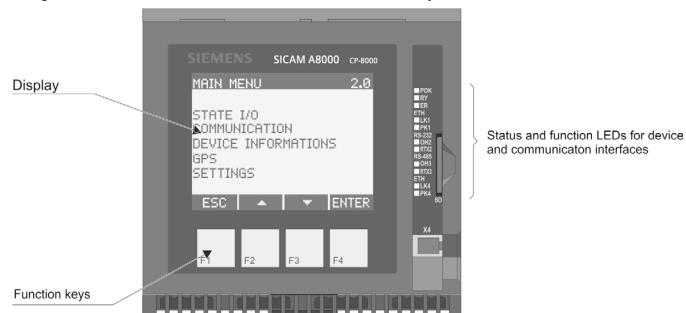 SIEMENS SICAM A8000 CP-8000
MAIN MENU 2.0
STATE I/O
COMMUNICATION
DEVICE INFORMATIONS
GPS
SETTINGS
ESC ENTER
F1 F2 F3 F4
Display
Function keys
POK
RY
ER
ETH
LK1
PK1
RS-232
OH2
RTX2
RS-485
OH3
RTX3
ETH
LK4
PK4
SD
X4
Status and function LEDs for device
and communicaton interfaces